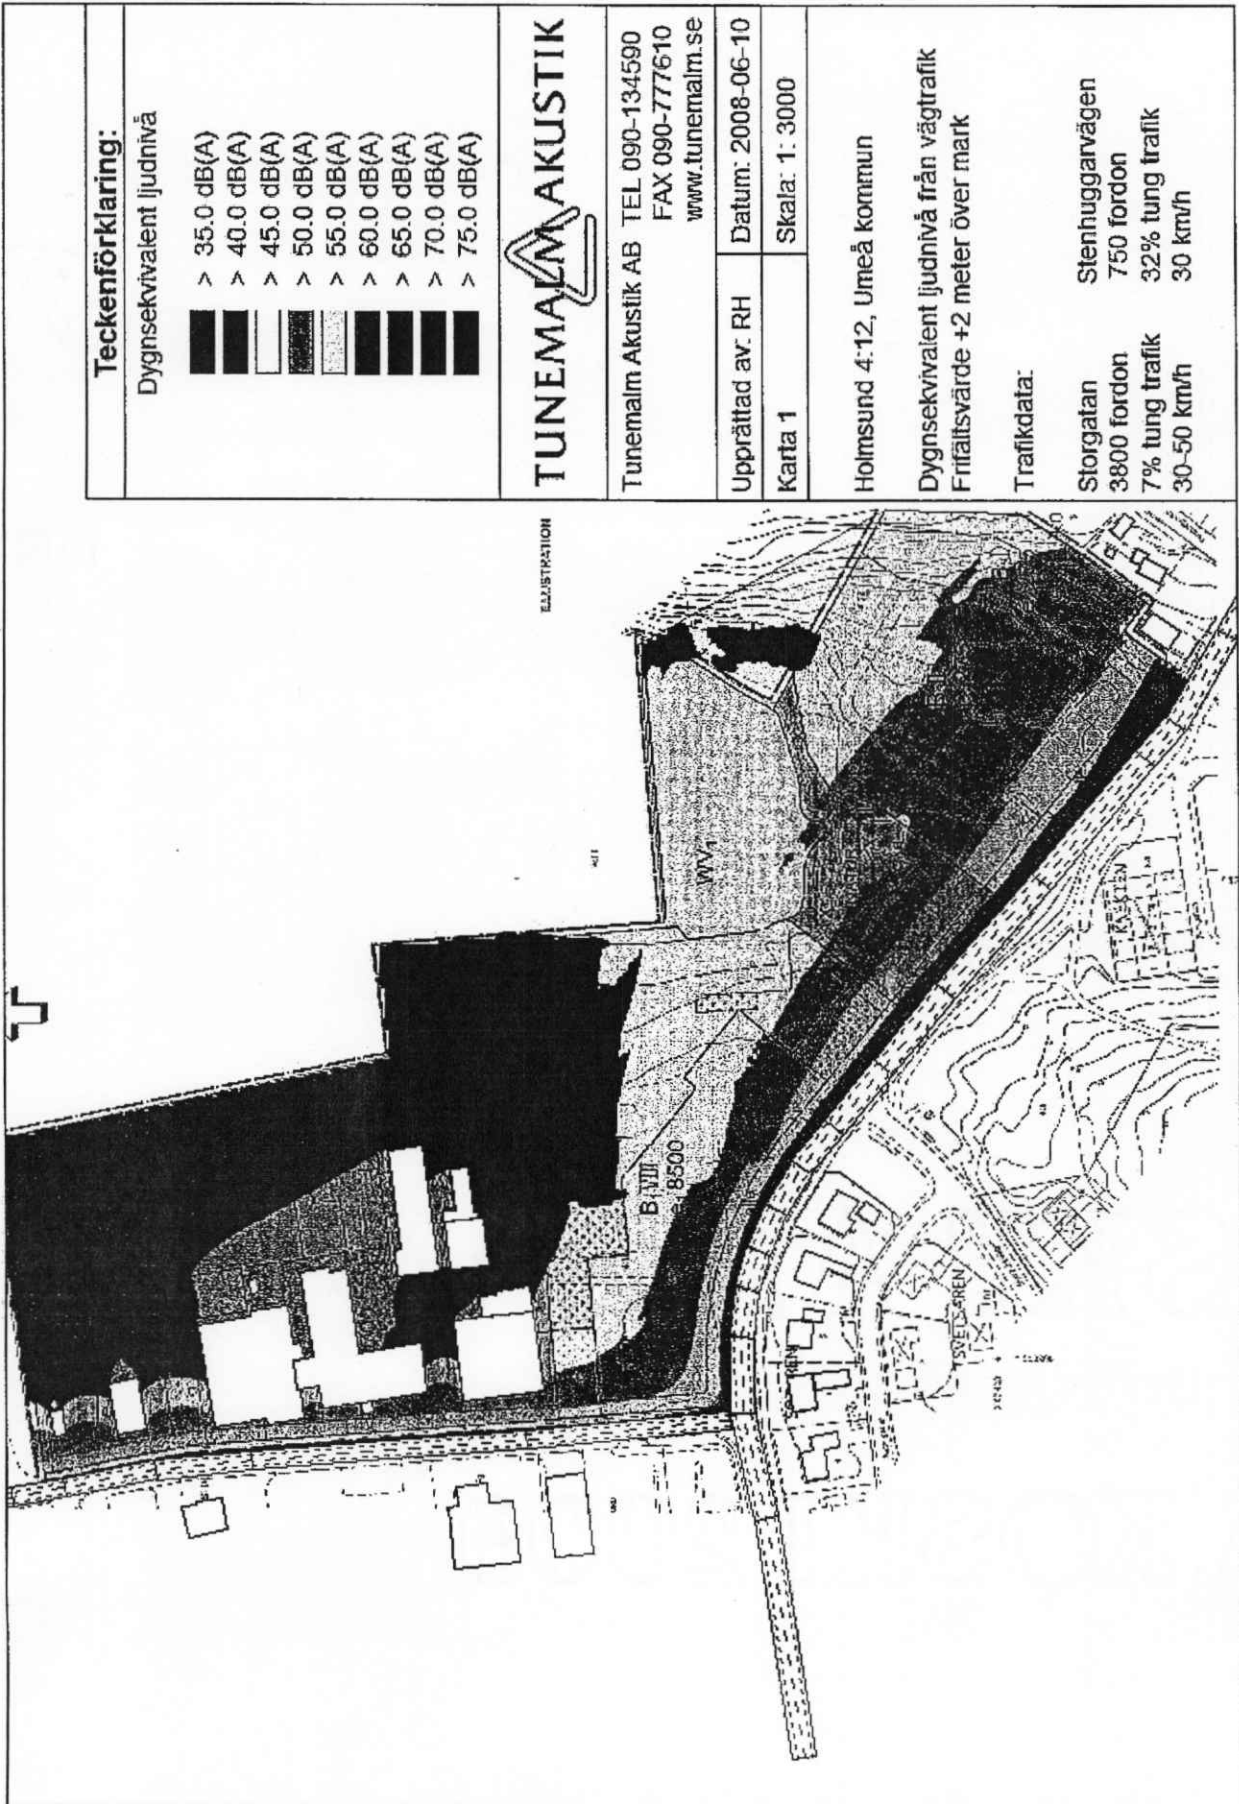 Teckenförklaring:
Dygnsekvivalent ljudnivå
> 35.0 dB(A)
> 40.0 dB(A)
> 45.0 dB(A)
> 50.0 dB(A)
> 55.0 dB(A)
> 60.0 dB(A)
> 65.0 dB(A)
> 70.0 dB(A)
> 75.0 dB(A)
TUNEMALM AKUSTIK
Tunemalm Akustik AB TEL 090-134590
FAX 090-777610
www.tunemalm.se
Upprättad av: RH
Datum: 2008-06-10
Karta 1
Skala: 1: 3000
Holmsund 4:12, Umeå kommun
Dygnsekvivalent ljudnivå från vägtrafik
Frifältsvärde +2 meter över mark
Trafikdata:
Storgatan
3800 fordon
7% tung trafik
30-50 km/h
Stenhuggarvägen
750 fordon
32% tung trafik
30 km/h
ILLUSTRATION
WV1
B VII
e 8500
KASKEN
TSVETSAREN